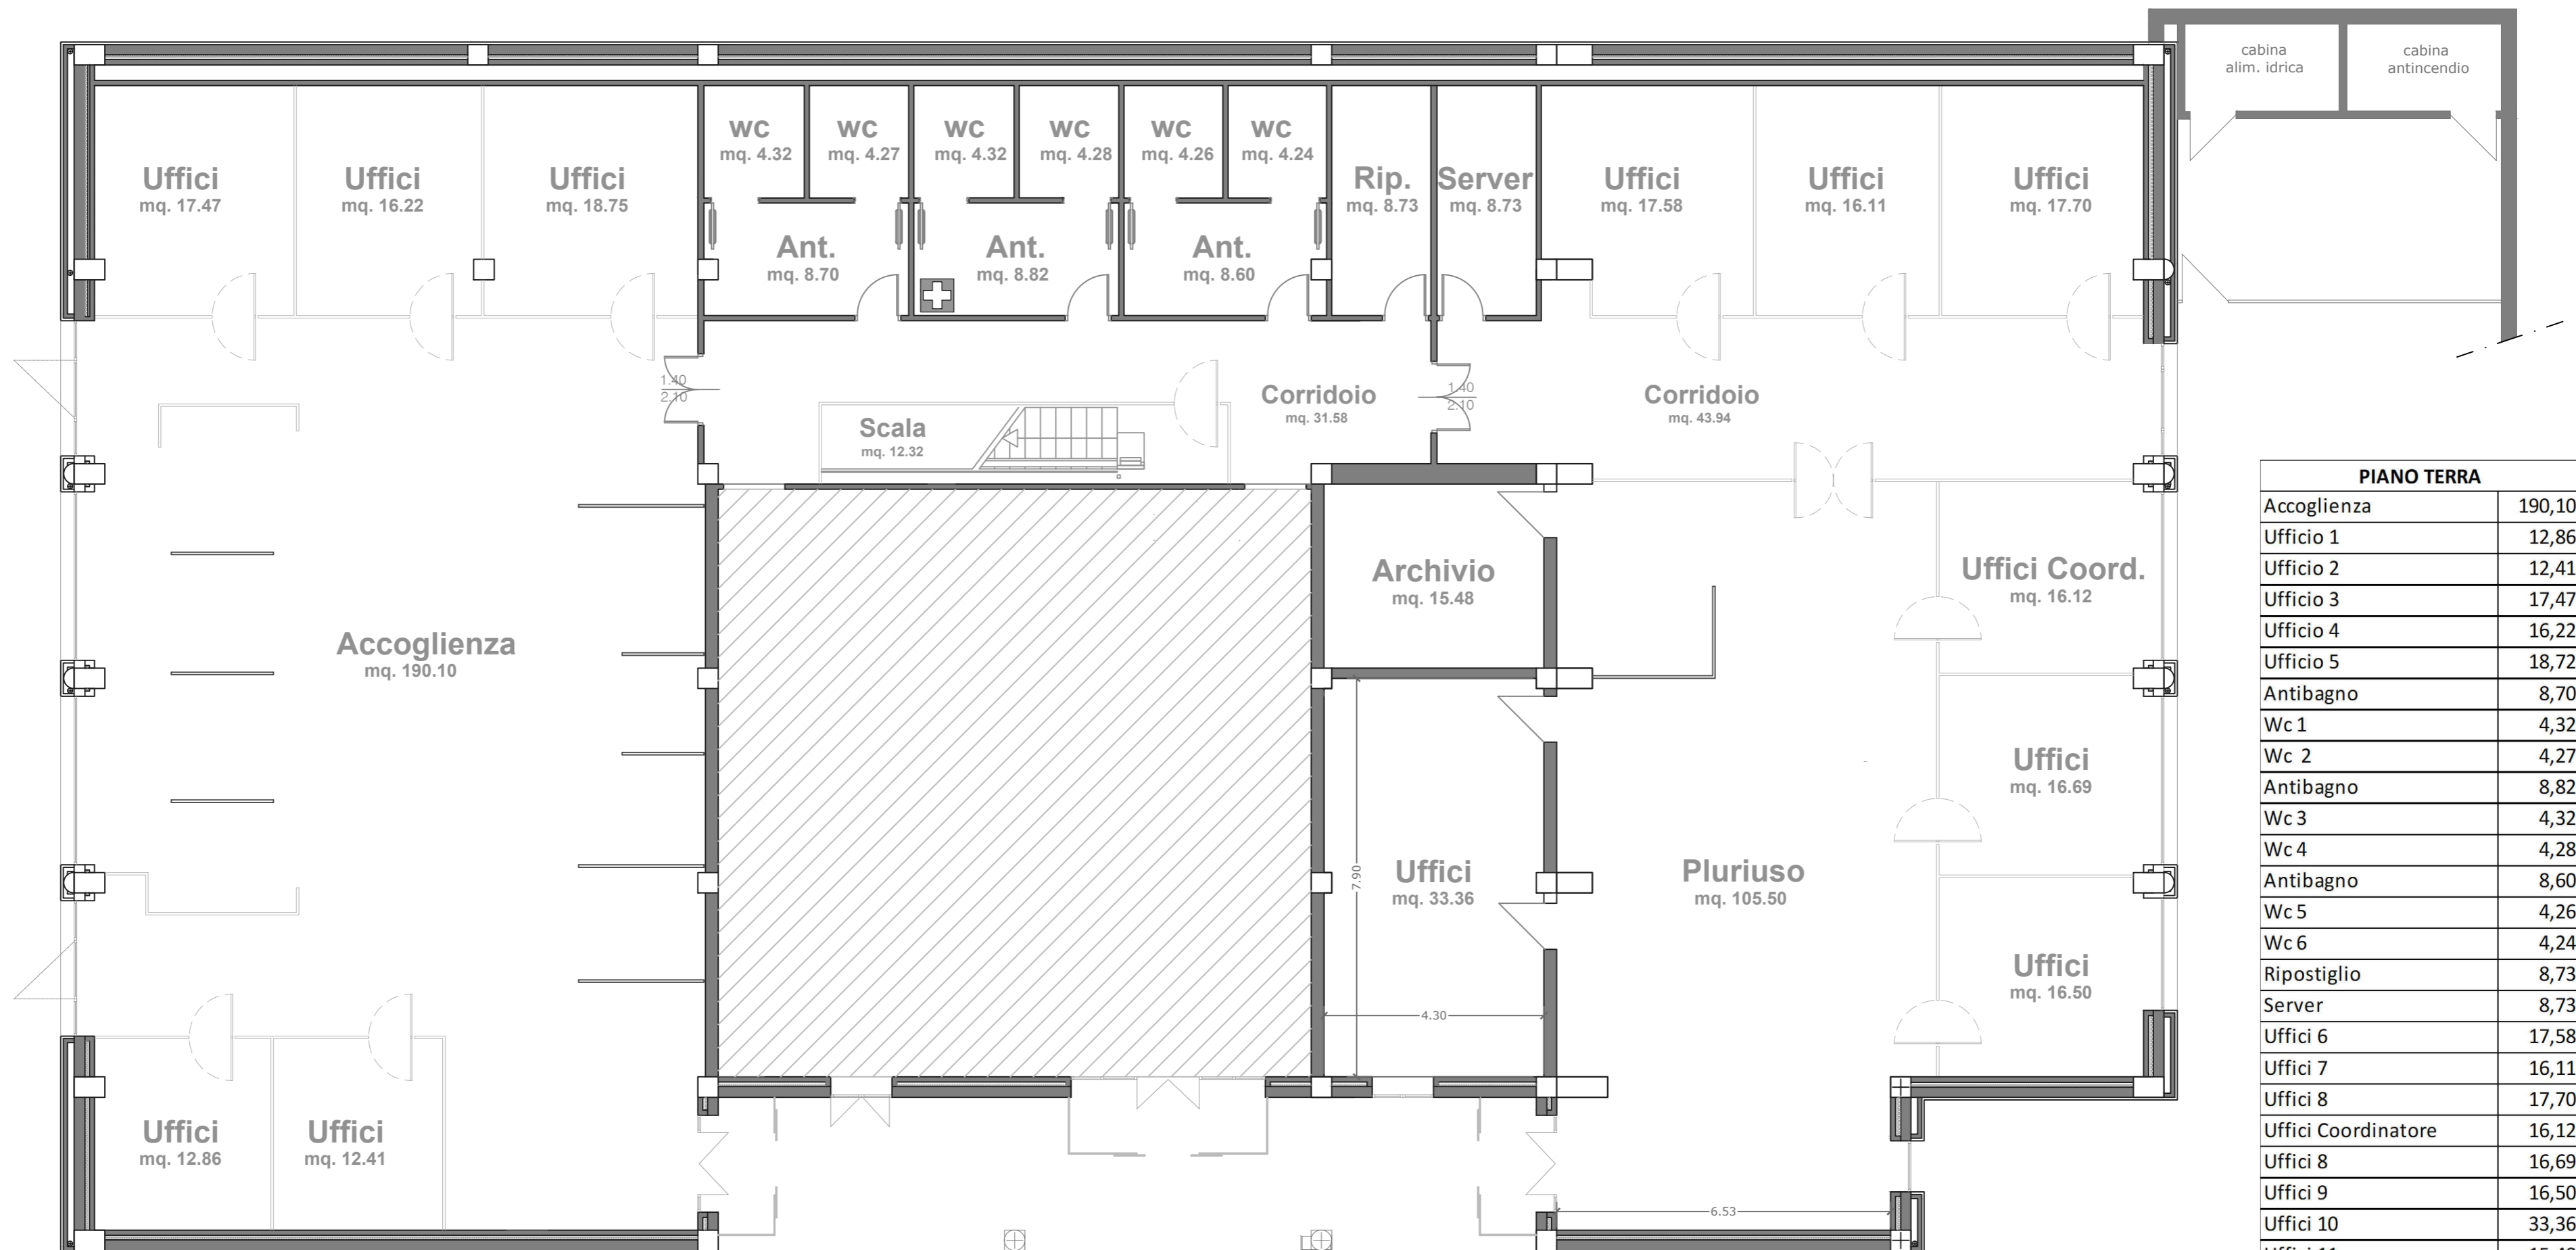 cabina
alim. idrica
cabina
antincendio
wc
mq. 4.32
wc
mq. 4.27
wc
mq. 4.32
wc
mq. 4.28
wc
mq. 4.26
wc
mq. 4.24
Uffici
mq. 17.47
Uffici
mq. 16.22
Uffici
mq. 18.75
Rip.
mq. 8.73
Server
mq. 8.73
Uffici
mq. 17.58
Uffici
mq. 16.11
Uffici
mq. 17.70
Ant.
mq. 8.70
Ant.
mq. 8.82
Ant.
mq. 8.60
1.40
2.10
Scala
mq. 12.32
Corridoio
mq. 31.58
1.40
2.10
Corridoio
mq. 43.94
Archivio
mq. 15.48
Uffici Coord.
mq. 16.12
Accoglienza
mq. 190.10
Uffici
mq. 16.69
7.90
Uffici
mq. 33.36
Pluriuso
mq. 105.50
Uffici
mq. 16.50
4.30
Uffici
mq. 12.86
Uffici
mq. 12.41
6.53
PIANO TERRA
Accoglienza 190,10
Ufficio 1 12,86
Ufficio 2 12,41
Ufficio 3 17,47
Ufficio 4 16,22
Ufficio 5 18,72
Antibagno 8,70
Wc 1 4,32
Wc 2 4,27
Antibagno 8,82
Wc 3 4,32
Wc 4 4,28
Antibagno 8,60
Wc 5 4,26
Wc 6 4,24
Ripostiglio 8,73
Server 8,73
Uffici 6 17,58
Uffici 7 16,11
Uffici 8 17,70
Uffici Coordinatore 16,12
Uffici 8 16,69
Uffici 9 16,50
Uffici 10 33,36